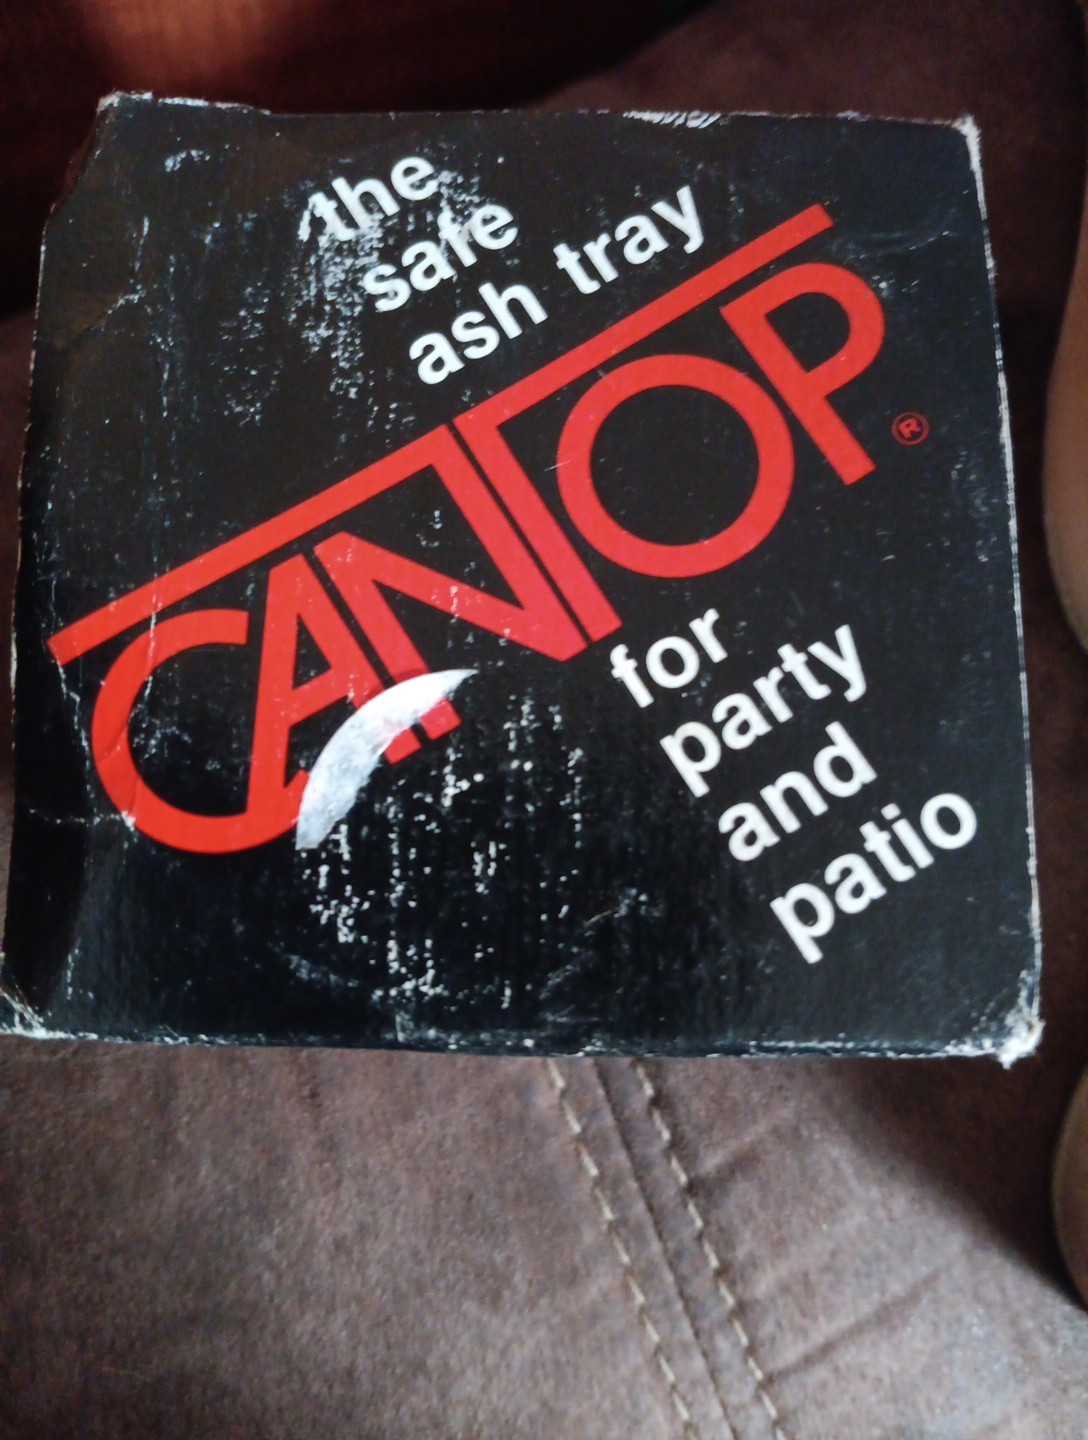 the
safe
ash tray
CANTOP®
for
party
and
patio